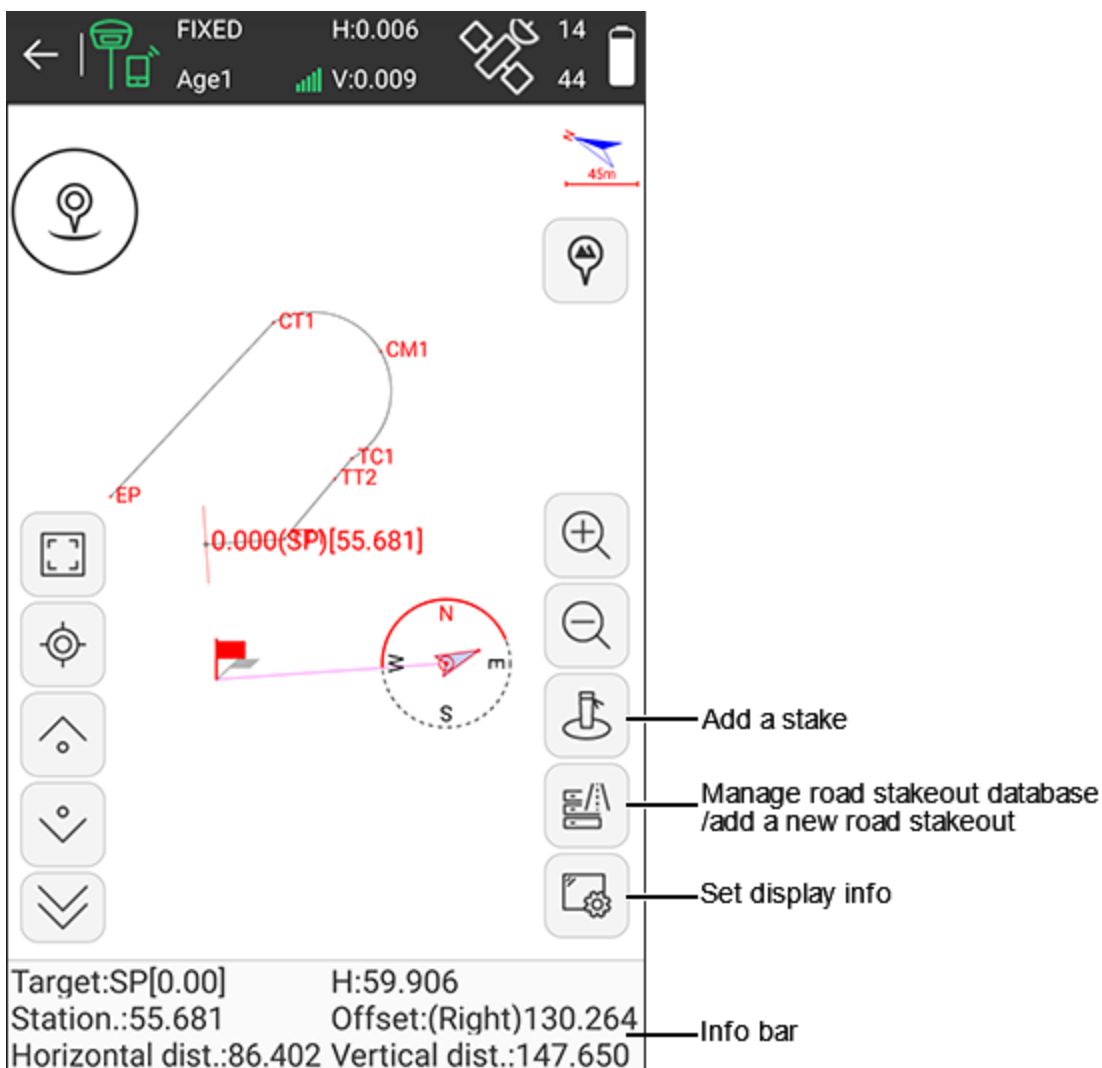 FIXED H:0.006 14
Age1 V:0.009 44
N
45m
CT1
CM1
TC1
TT2
EP
0.000(SP)[55.681]
N
W E
S
Add a stake
Manage road stakeout database
/add a new road stakeout
Set display info
Target:SP[0.00] H:59.906
Station.:55.681 Offset:(Right)130.264
Info bar
Horizontal dist.:86.402 Vertical dist.:147.650